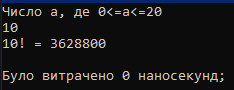 Число a, де 0<=a<=20
10
10! = 3628800
Було витрачено 0 наносекунд;